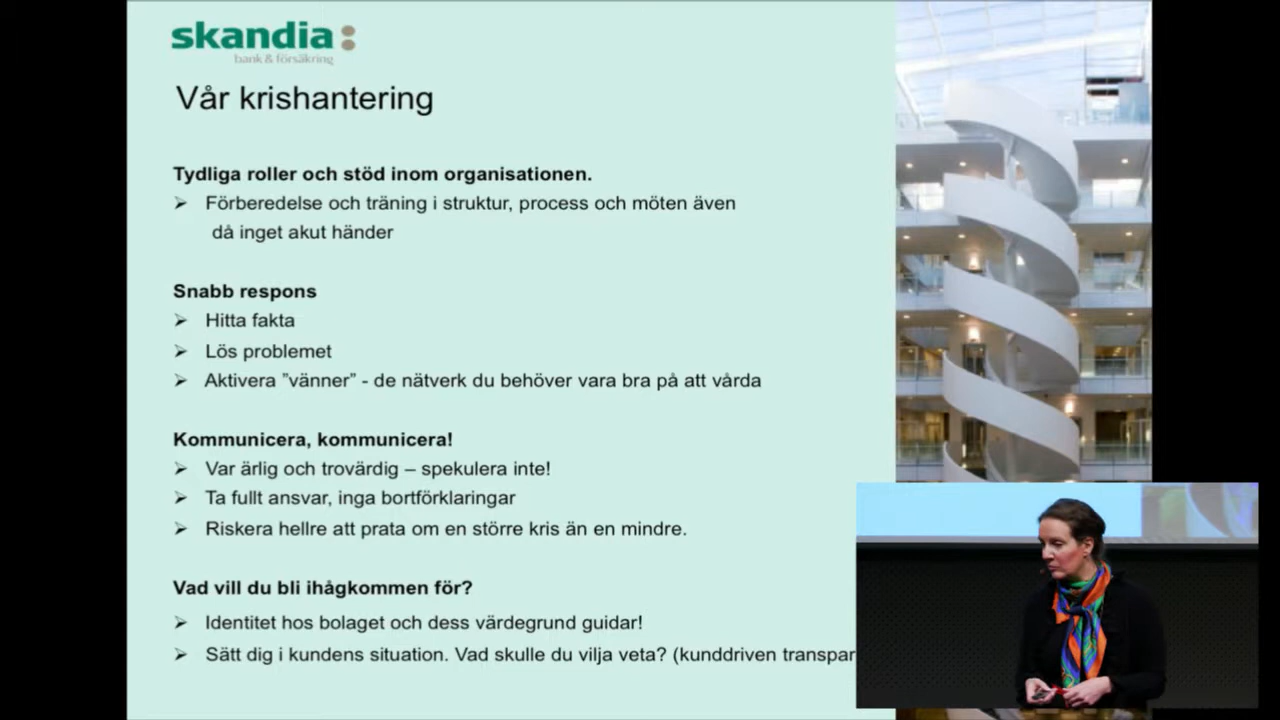 skandia:
bank & försäkring
Vår krishantering
Tydliga roller och stöd inom organisationen.
➢ Förberedelse och träning i struktur, process och möten även
då inget akut händer
Snabb respons
➢ Hitta fakta
➢ Lös problemet
➢ Aktivera ”vänner” - de nätverk du behöver vara bra på att vårda
Kommunicera, kommunicera!
➢ Var ärlig och trovärdig – spekulera inte!
➢ Ta fullt ansvar, inga bortförklaringar
➢ Riskera hellre att prata om en större kris än en mindre.
Vad vill du bli ihågkommen för?
➢ Identitet hos bolaget och dess värdegrund guidar!
➢ Sätt dig i kundens situation. Vad skulle du vilja veta? (kunddriven transpar